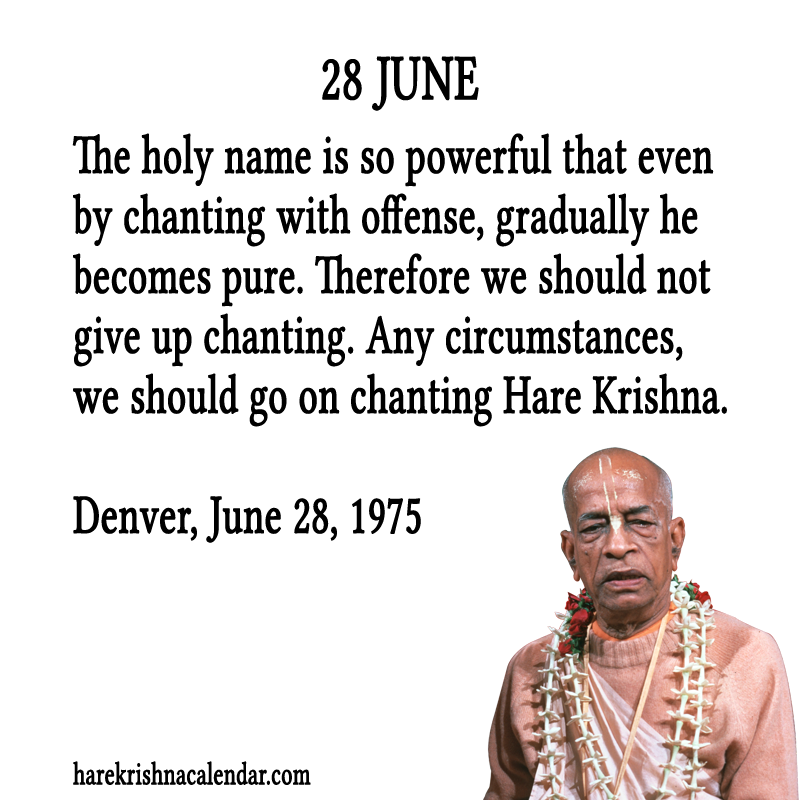 28 JUNE
The holy name is so powerful that even
by chanting with offense, gradually he
becomes pure. Therefore we should not
give up chanting. Any circumstances,
we should go on chanting Hare Krishna.
Denver, June 28, 1975
harekrishnacalendar.com